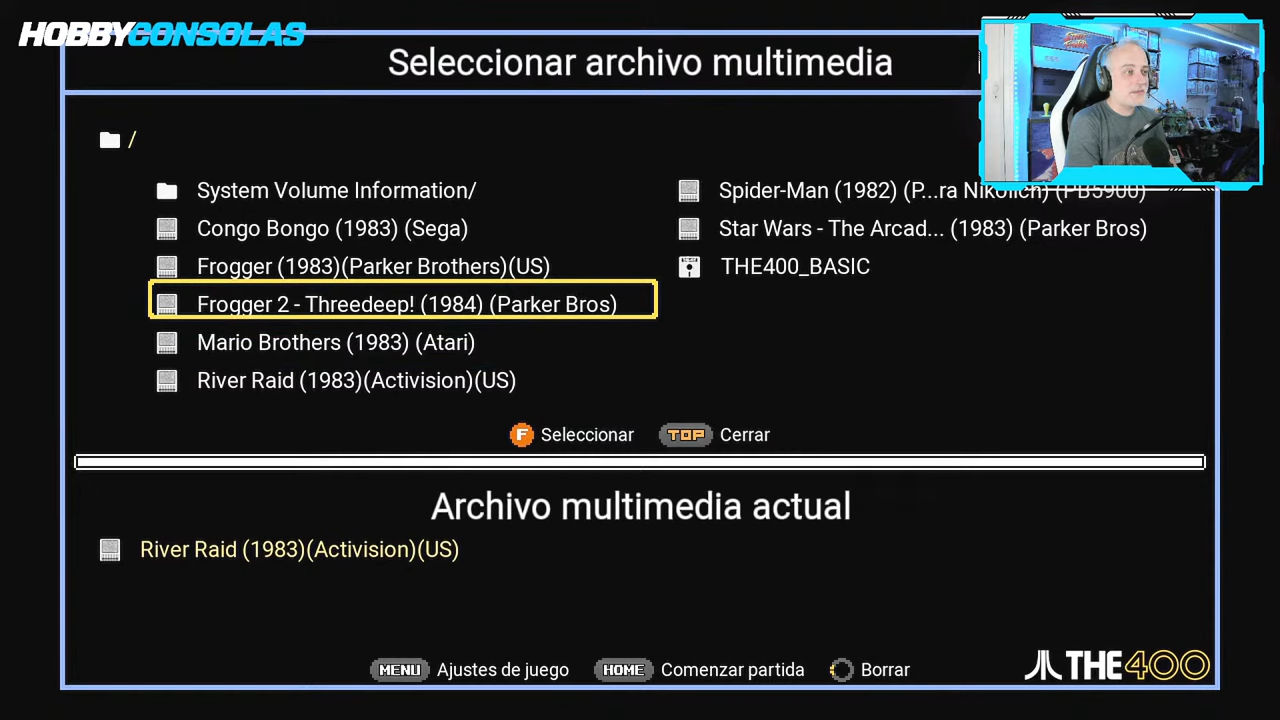 HOBBYCONSOLAS
Seleccionar archivo multimedia
/
System Volume Information/
Congo Bongo (1983) (Sega)
Frogger (1983)(Parker Brothers)(US)
Frogger 2 - Threedeep! (1984) (Parker Bros)
Mario Brothers (1983) (Atari)
River Raid (1983)(Activision)(US)
Spider-Man (1982) (P...ra Nikolich) (PB5900)
Star Wars - The Arcad... (1983) (Parker Bros)
THE400_BASIC
F Seleccionar TOP Cerrar
Archivo multimedia actual
River Raid (1983)(Activision)(US)
MENU Ajustes de juego HOME Comenzar partida Borrar
THE400